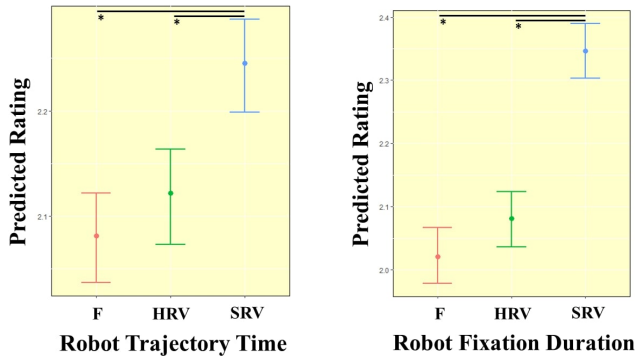 *
*
Predicted Rating
2.2
2.1
F HRV SRV
Robot Trajectory Time
*
*
Predicted Rating
2.4
2.3
2.2
2.1
2.0
F HRV SRV
Robot Fixation Duration